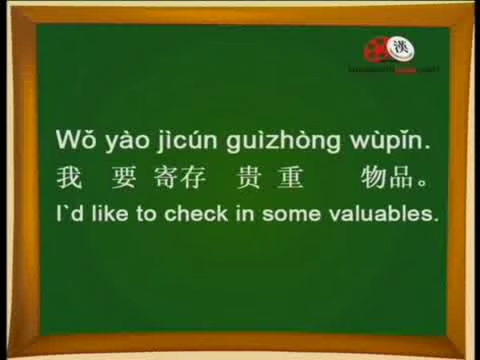 漢
Wǒ yào jìcún guìzhòng wùpǐn.
我 要 寄存 贵 重 物品。
I`d like to check in some valuables.